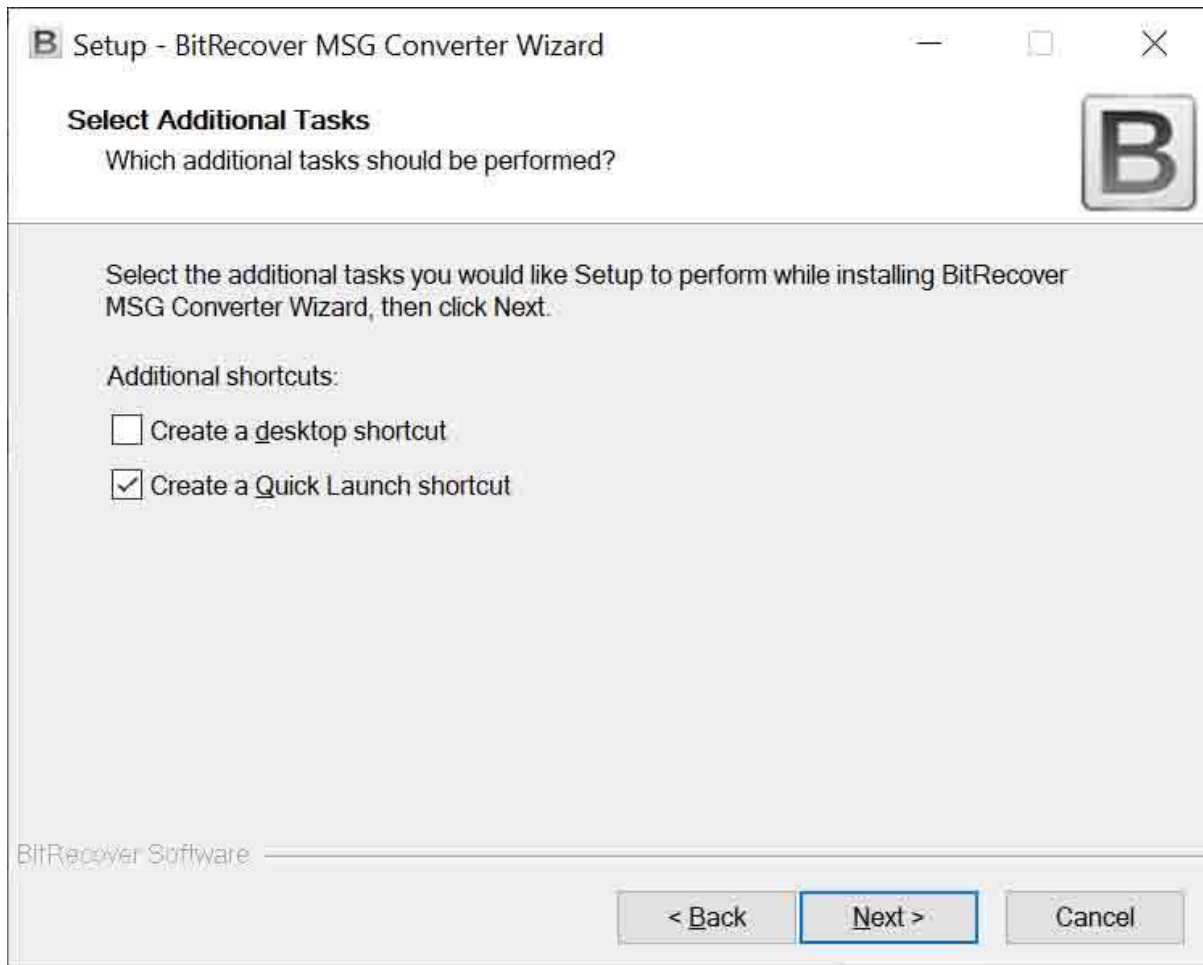 B Setup - BitRecover MSG Converter Wizard
Select Additional Tasks
Which additional tasks should be performed?
B
Select the additional tasks you would like Setup to perform while installing BitRecover
MSG Converter Wizard, then click Next.
Additional shortcuts:
Create a desktop shortcut
Create a Quick Launch shortcut
BitRecover Software
< Back Next > Cancel